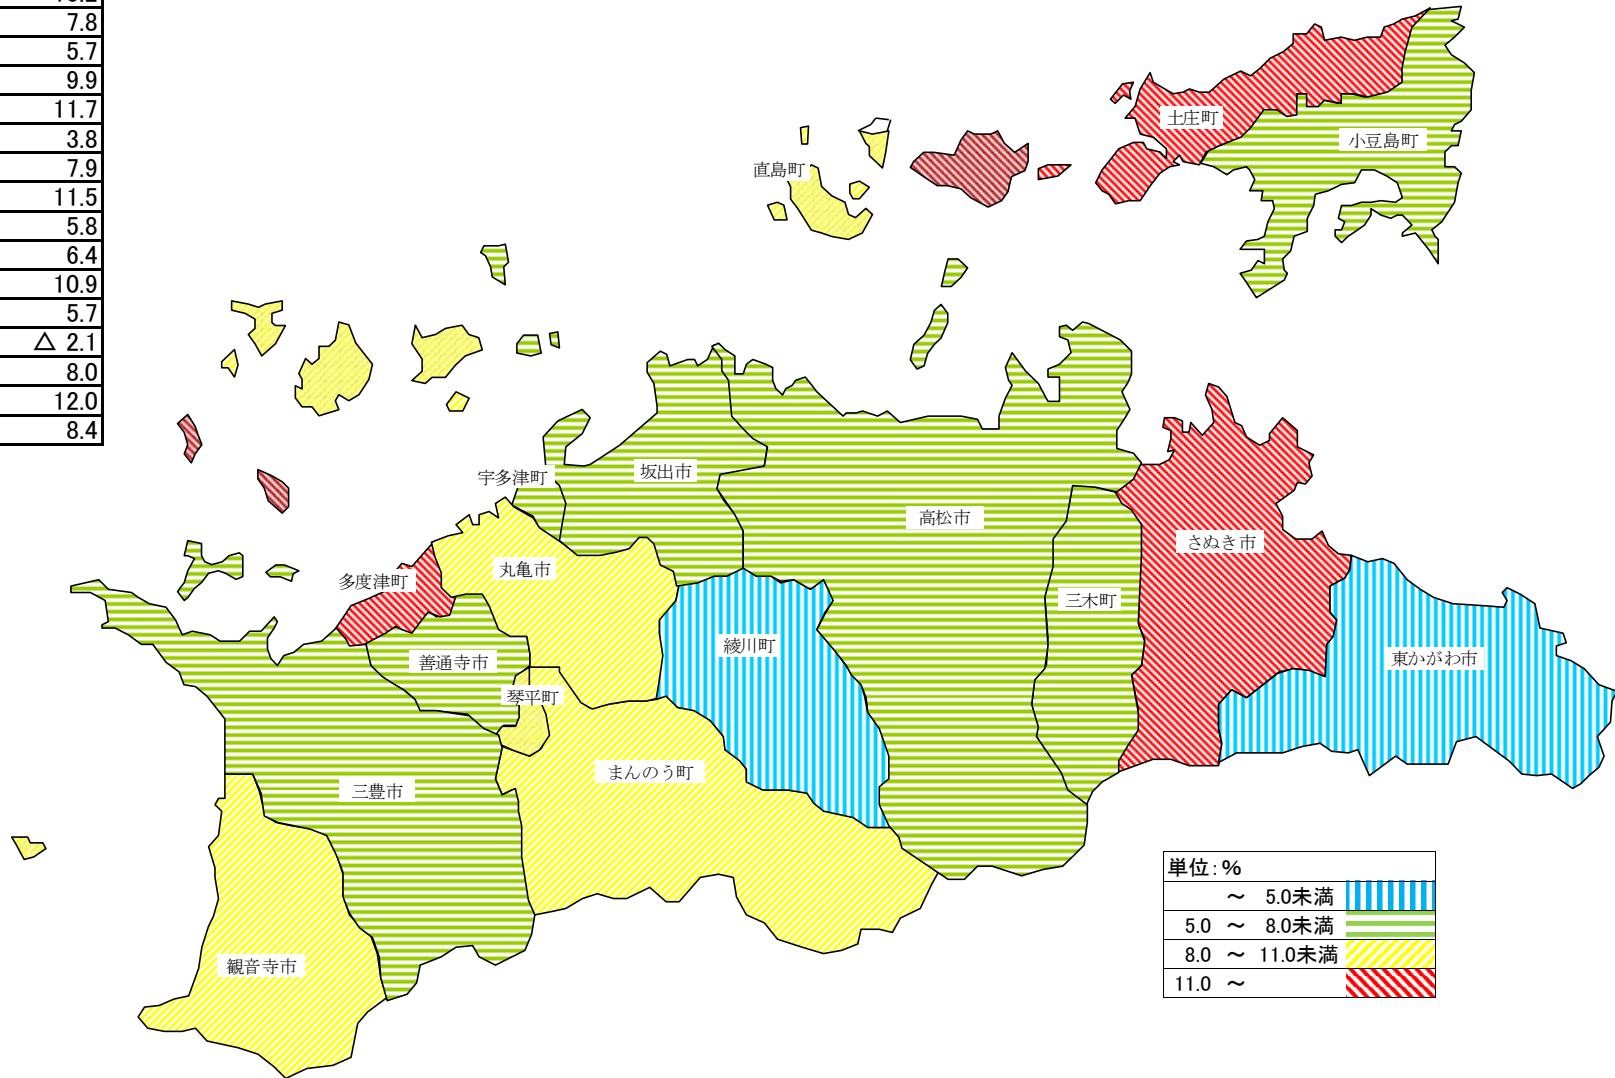 7.8
5.7
9.9
11.7
3.8
7.9
11.5
5.8
6.4
10.9
5.7
△ 2.1
8.0
12.0
8.4
土庄町
小豆島町
直島町
宇多津町
坂出市
高松市
さぬき市
丸亀市
多度津町
三木町
綾川町
善通寺市
東かがわ市
琴平町
まんのう町
三豊市
観音寺市
単位:%
～ 5.0未満
5.0 ～ 8.0未満
8.0 ～ 11.0未満
11.0 ～